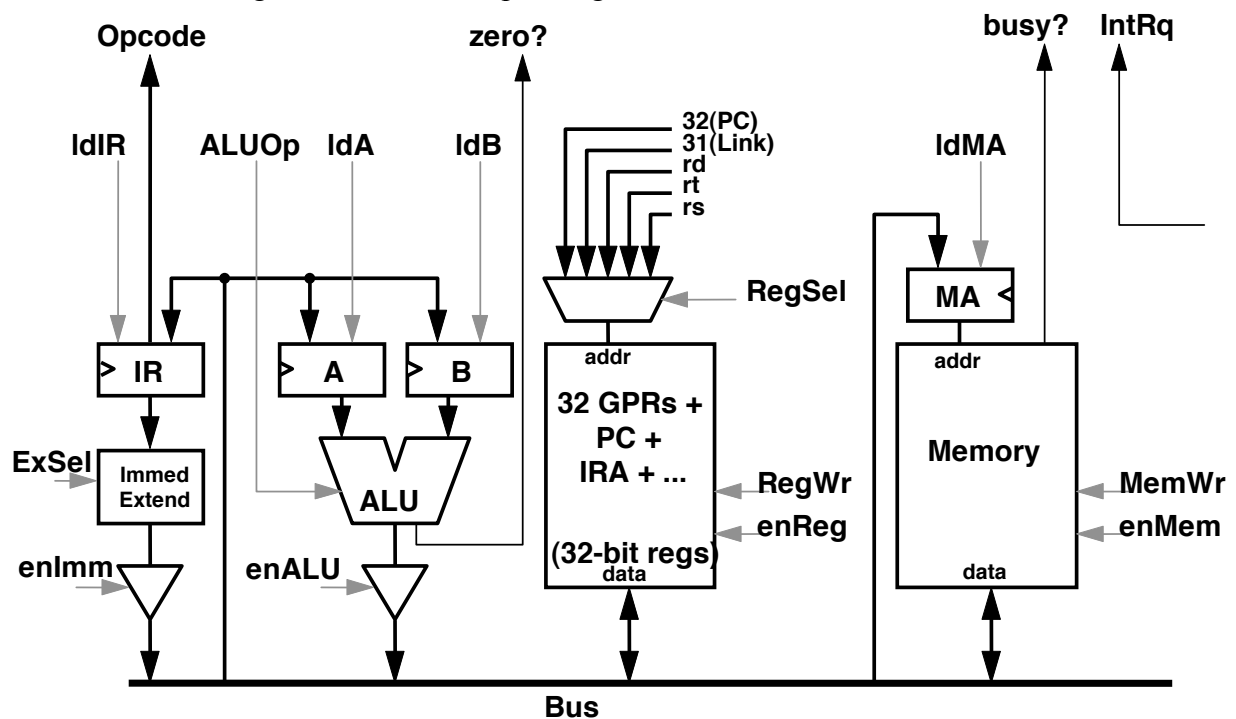 Opcode
zero?
busy?
IntRq
ldIR
ALUOp
ldA
ldB
32(PC)
31(Link)
rd
rt
rs
ldMA
RegSel
MA
IR
A
B
addr
32 GPRs +
PC +
IRA + ...
(32-bit regs)
data
addr
Memory
data
ExSel
Immed
Extend
ALU
RegWr
enReg
MemWr
enMem
enImm
enALU
Bus